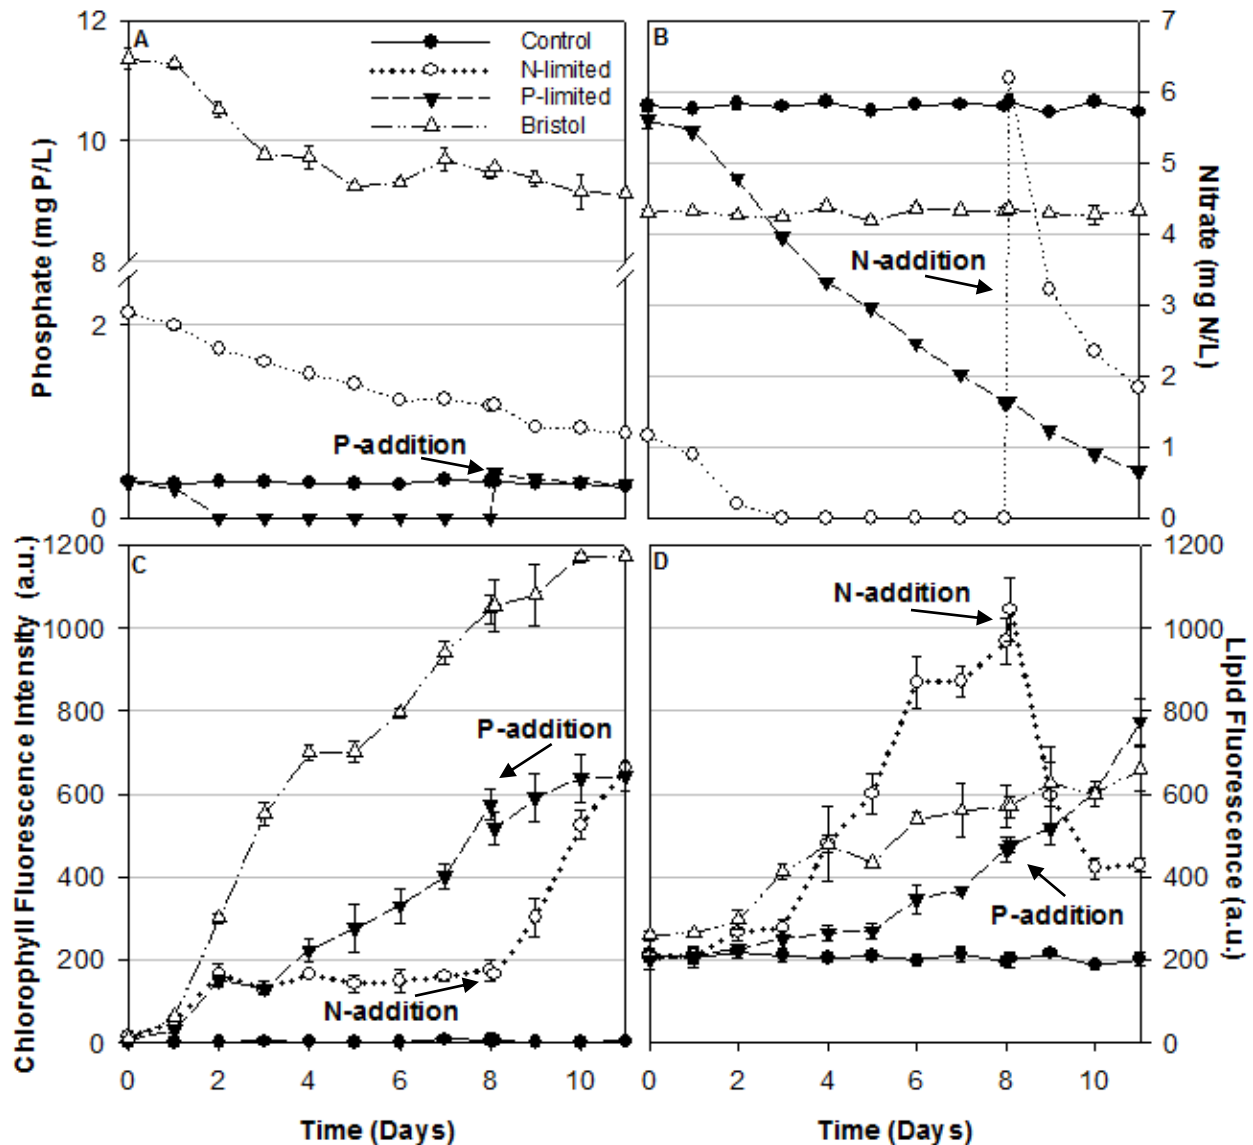 A
12
10
8
2
0
Phosphate (mg P/L)
Control
N-limited
P-limited
Bristol
P-addition
B
7
6
5
4
3
2
1
0
Nitrate (mg N/L)
N-addition
C
1200
1000
800
600
400
200
0
Chlorophyll Fluorescence Intensity (a.u.)
P-addition
N-addition
0 2 4 6 8 10
Time (Days)
D
1200
1000
800
600
400
200
0
Lipid Fluorescence (a.u.)
N-addition
P-addition
0 2 4 6 8 10
Time (Days)